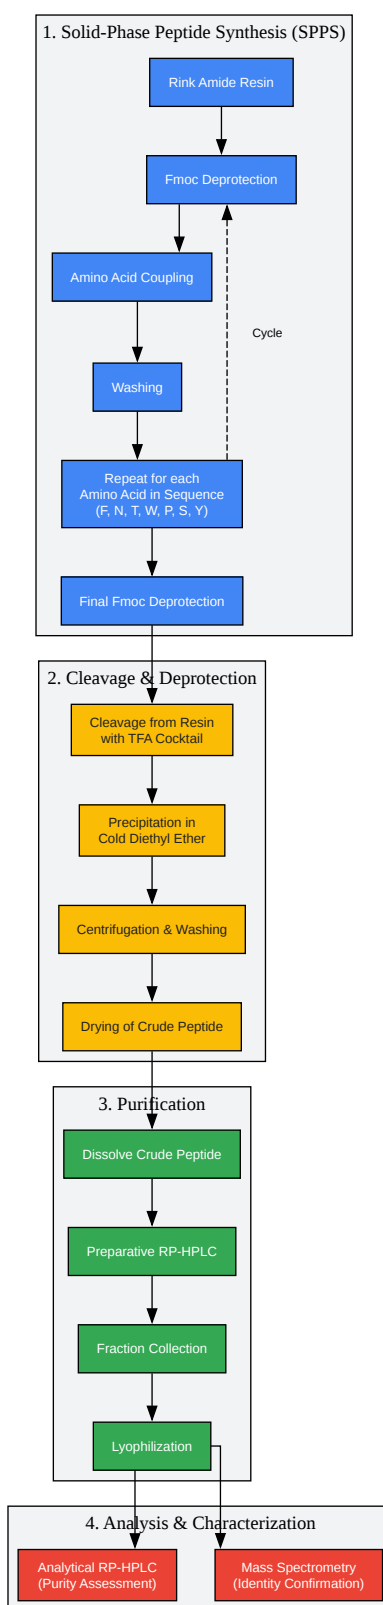 1. Solid-Phase Peptide Synthesis (SPPS)
Rink Amide Resin
Fmoc Deprotection
Amino Acid Coupling
Cycle
Washing
Repeat for each
Amino Acid in Sequence
(F, N, T, W, P, S, Y)
Final Fmoc Deprotection
2. Cleavage & Deprotection
Cleavage from Resin
with TFA Cocktail
Precipitation in
Cold Diethyl Ether
Centrifugation & Washing
Drying of Crude Peptide
3. Purification
Dissolve Crude Peptide
Preparative RP-HPLC
Fraction Collection
Lyophilization
4. Analysis & Characterization
Analytical RP-HPLC
(Purity Assessment)
Mass Spectrometry
(Identity Confirmation)